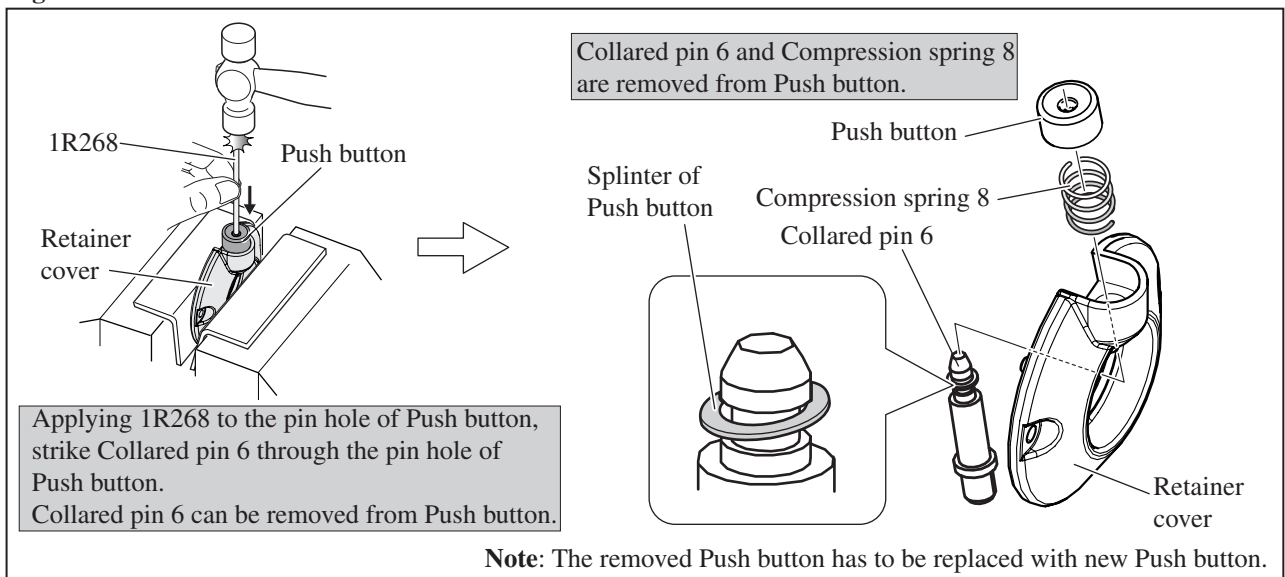 1R268
Push button
Retainer
cover
Applying 1R268 to the pin hole of Push button,
strike Collared pin 6 through the pin hole of
Push button.
Collared pin 6 can be removed from Push button.
Collared pin 6 and Compression spring 8
are removed from Push button.
Push button
Splinter of
Push button
Compression spring 8
Collared pin 6
Retainer
cover
Note: The removed Push button has to be replaced with new Push button.